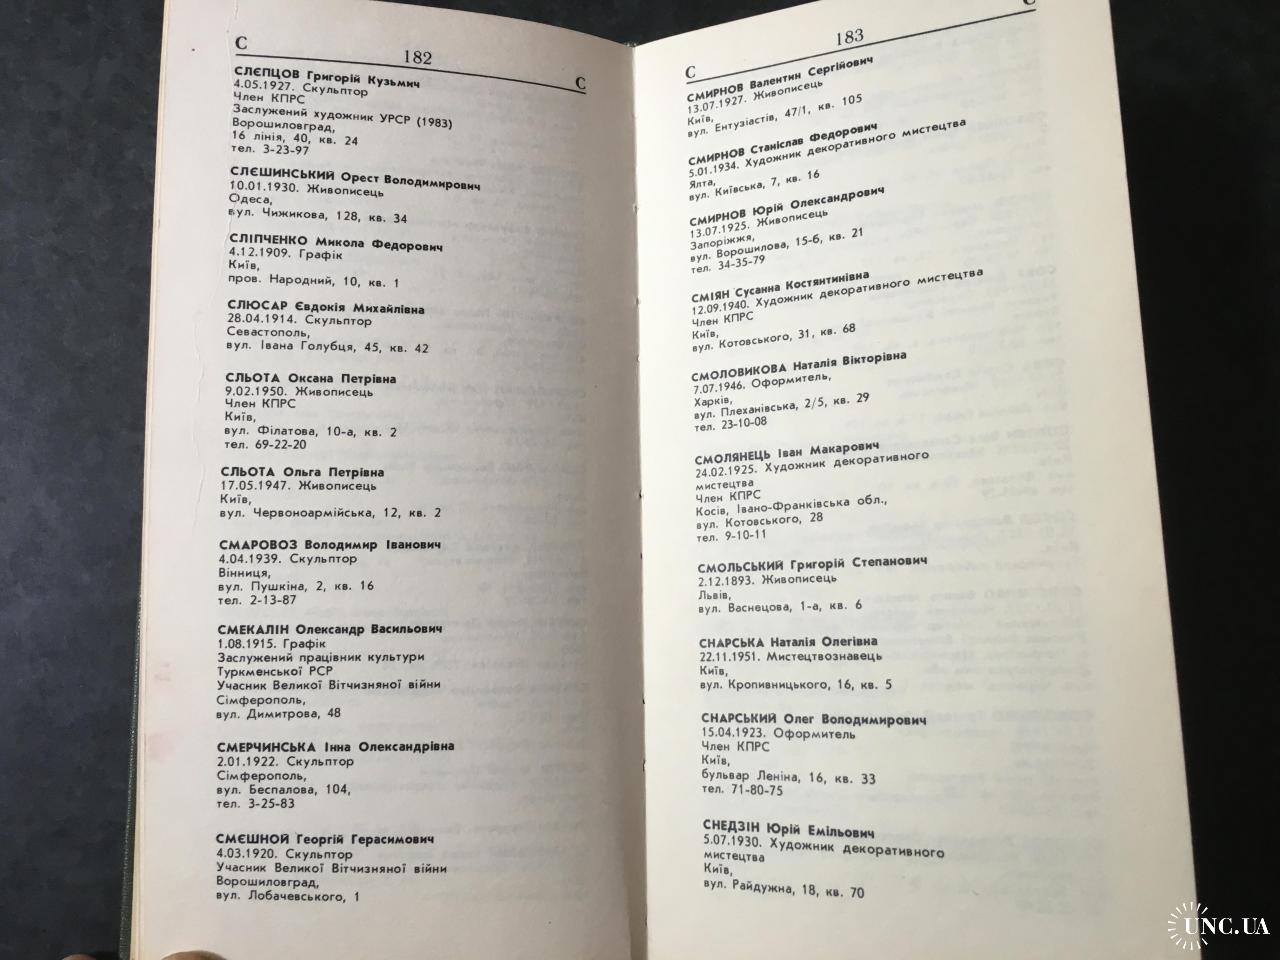 С
182
С
СЛЄПЦОВ Григорій Кузьмич
4.05.1927. Скульптор
Член КПРС
Заслужений художник УРСР (1983)
Ворошиловград,
16 лінія, 40, кв. 24
тел. 3-23-97
СЛЄШИНСЬКИЙ Орест Володимирович
10.01.1930. Живописець
Одеса,
вул. Чижикова, 128, кв. 34
СЛІПЧЕНКО Микола Федорович
4.12.1909. Графік
Київ,
пров. Народний, 10, кв. 1
СЛЮСАР Євдокія Михайлівна
28.04.1914. Скульптор
Севастополь,
вул. Івана Голубця, 45, кв. 42
СЛЬОТА Оксана Петрівна
9.02.1950. Живописець
Член КПРС
Київ,
вул. Філатова, 10-а, кв. 2
тел. 69-22-20
СЛЬОТА Ольга Петрівна
17.05.1947. Живописець
Київ,
вул. Червоноармійська, 12, кв. 2
СМАРОВОЗ Володимир Іванович
4.04.1939. Скульптор
Вінниця,
вул. Пушкіна, 2, кв. 16
тел. 2-13-87
СМЕКАЛІН Олександр Васильович
1.08.1915. Графік
Заслужений працівник культури
Туркменської РСР
Учасник Великої Вітчизняної війни
Сімферополь,
вул. Димитрова, 48
СМЕРЧИНСЬКА Інна Олександрівна
2.01.1922. Скульптор
Сімферополь,
вул. Беспалова, 104,
тел. 3-25-83
СМЄШНОЙ Георгій Герасимович
4.03.1920. Скульптор
Учасник Великої Вітчизняної війни
Ворошиловград,
вул. Лобачевського, 1
С
183
С
СМИРНОВ Валентин Сергійович
13.07.1927. Живописець
Київ,
вул. Ентузіастів, 47/1, кв. 105
СМИРНОВ Станіслав Федорович
5.01.1934. Художник декоративного мистецтва
Ялта,
вул. Київська, 7, кв. 16
СМИРНОВ Юрій Олександрович
13.07.1925. Живописець
Запоріжжя,
вул. Ворошилова, 15-б, кв. 21
тел. 34-35-79
СМІЯН Сусанна Костянтинівна
12.09.1940. Художник декоративного мистецтва
Член КПРС
Київ,
вул. Котовського, 31, кв. 68
СМОЛОВИКОВА Наталія Вікторівна
7.07.1946. Оформитель,
Харків,
вул. Плеханівська, 2/5, кв. 29
тел. 23-10-08
СМОЛЯНЕЦЬ Іван Макарович
24.02.1925. Художник декоративного
мистецтва
Член КПРС
Косів, Івано-Франківська обл.,
вул. Котовського, 28
тел. 9-10-11
СМОЛЬСЬКИЙ Григорій Степанович
2.12.1893. Живописець
Львів,
вул. Васнецова, 1-а, кв. 6
СНАРСЬКА Наталія Олегівна
22.11.1951. Мистецтвознавець
Київ,
вул. Кропивницького, 16, кв. 5
СНАРСЬКИЙ Олег Володимирович
15.04.1923. Оформитель
Член КПРС
Київ,
бульвар Леніна, 16, кв. 33
тел. 71-80-75
СНЕДЗІН Юрій Емільович
5.07.1930. Художник декоративного
мистецтва
Київ,
вул. Райдужна, 18, кв. 70
UNC.UA